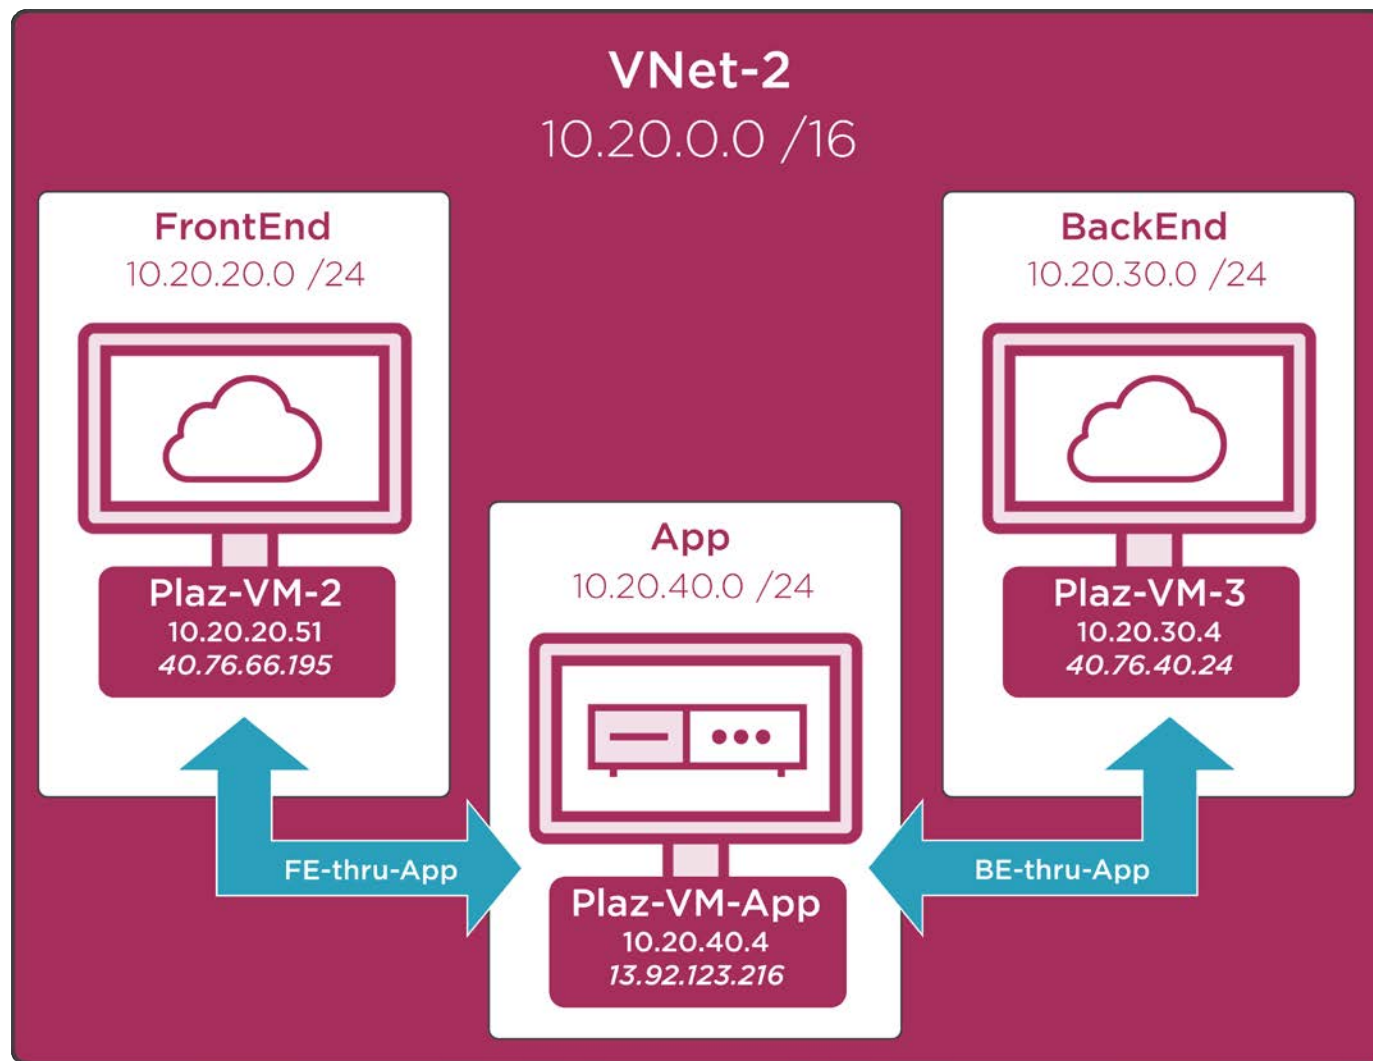 VNet-2
10.20.0.0 /16
FrontEnd
10.20.20.0 /24
Plaz-VM-2
10.20.20.51
40.76.66.195
BackEnd
10.20.30.0 /24
Plaz-VM-3
10.20.30.4
40.76.40.24
App
10.20.40.0 /24
FE-thru-App
BE-thru-App
Plaz-VM-App
10.20.40.4
13.92.123.216